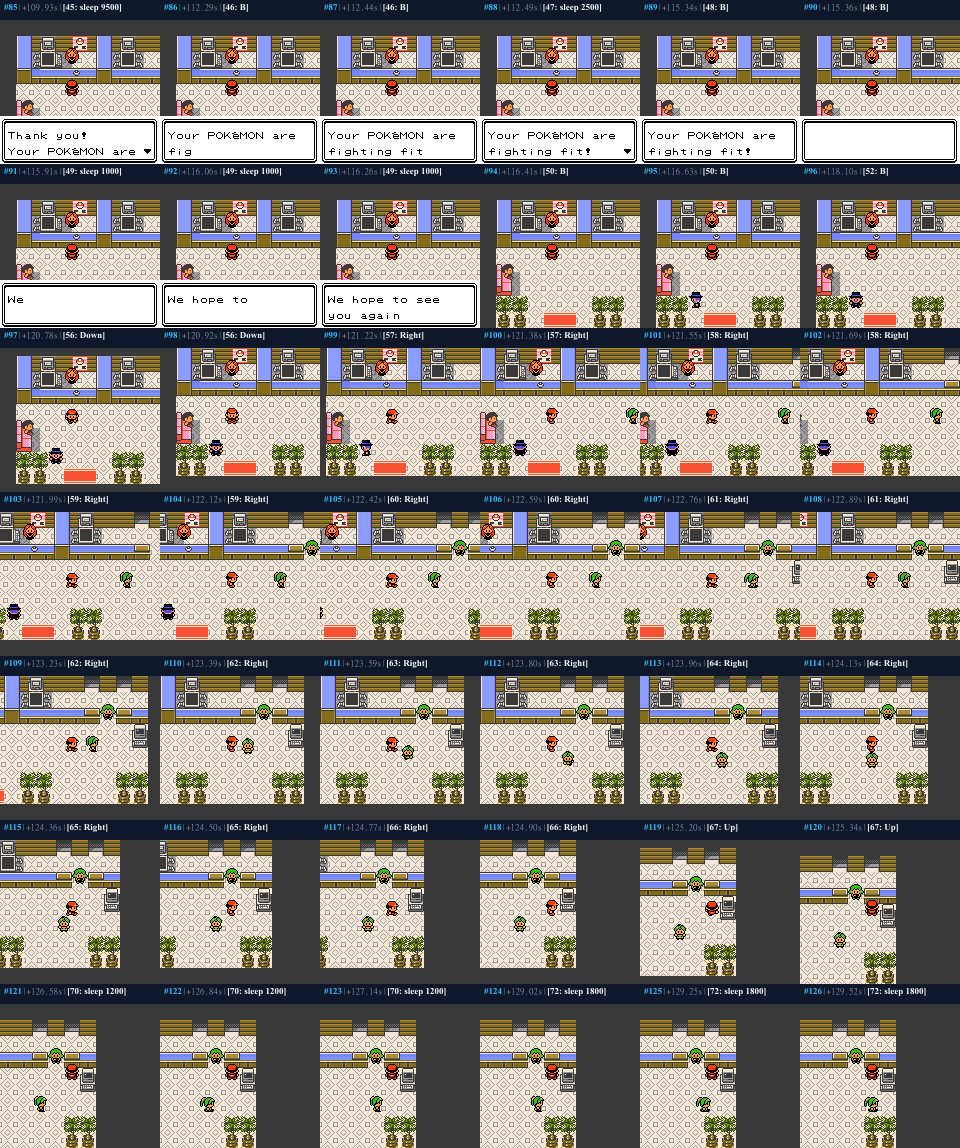 #85 | +109.93s | [45: sleep 9500]
#86 | +112.29s | [46: B]
#87 | +112.44s | [46: B]
#88 | +112.49s | [47: sleep 2500]
#89 | +115.34s | [48: B]
#90 | +115.36s | [48: B]
Thank you!
Your POKéMON are ▼
Your POKéMON are
fig
Your POKéMON are
fighting fit
Your POKéMON are
fighting fit! ▼
Your POKéMON are
fighting fit!
#91 | +115.91s | [49: sleep 1000]
#92 | +116.06s | [49: sleep 1000]
#93 | +116.26s | [49: sleep 1000]
#94 | +116.41s | [50: B]
#95 | +116.63s | [50: B]
#96 | +118.10s | [52: B]
We
We hope to
We hope to see
you again
#97 | +120.78s | [56: Down]
#98 | +120.92s | [56: Down]
#99 | +121.22s | [57: Right]
#100 | +121.38s | [57: Right]
#101 | +121.55s | [58: Right]
#102 | +121.69s | [58: Right]
#103 | +121.99s | [59: Right]
#104 | +122.12s | [59: Right]
#105 | +122.42s | [60: Right]
#106 | +122.59s | [60: Right]
#107 | +122.76s | [61: Right]
#108 | +122.89s | [61: Right]
#109 | +123.23s | [62: Right]
#110 | +123.39s | [62: Right]
#111 | +123.59s | [63: Right]
#112 | +123.80s | [63: Right]
#113 | +123.96s | [64: Right]
#114 | +124.13s | [64: Right]
#115 | +124.36s | [65: Right]
#116 | +124.50s | [65: Right]
#117 | +124.77s | [66: Right]
#118 | +124.90s | [66: Right]
#119 | +125.20s | [67: Up]
#120 | +125.34s | [67: Up]
#121 | +126.58s | [70: sleep 1200]
#122 | +126.84s | [70: sleep 1200]
#123 | +127.14s | [70: sleep 1200]
#124 | +129.02s | [72: sleep 1800]
#125 | +129.25s | [72: sleep 1800]
#126 | +129.52s | [72: sleep 1800]